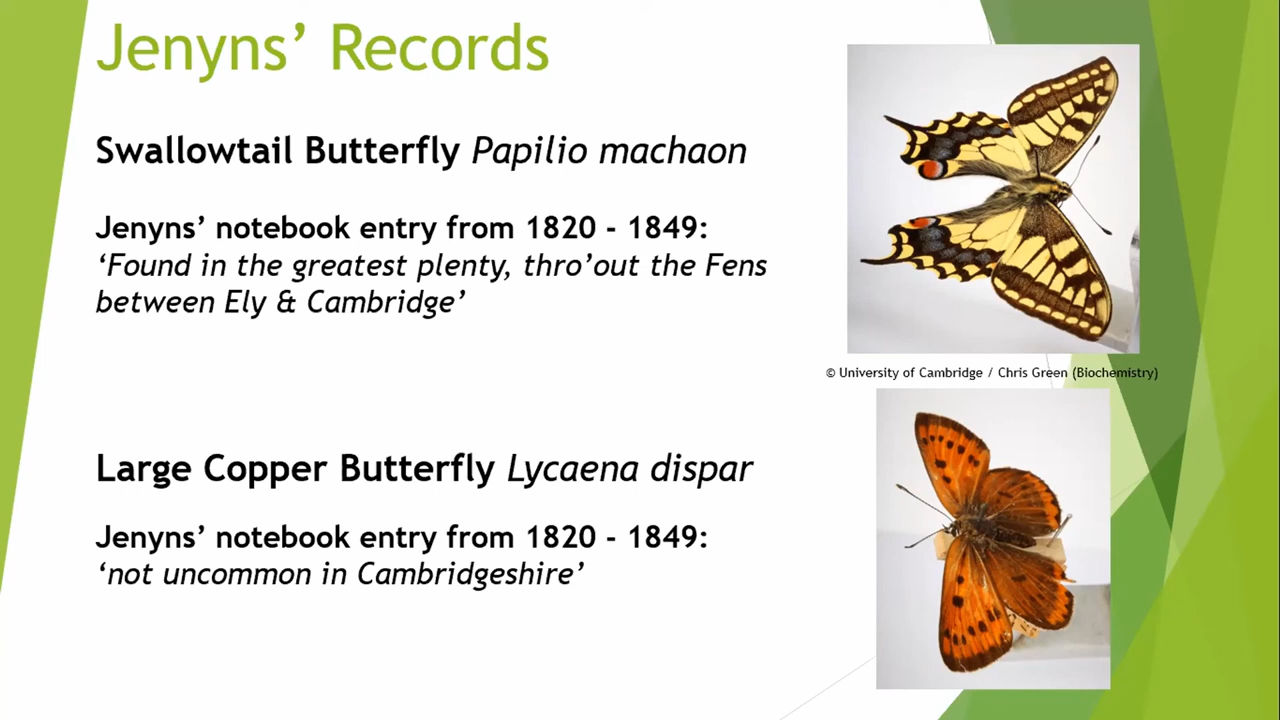 Jenyns’ Records
Swallowtail Butterfly Papilio machaon
Jenyns’ notebook entry from 1820 - 1849:
‘Found in the greatest plenty, thro’out the Fens
between Ely & Cambridge’
© University of Cambridge / Chris Green (Biochemistry)
Large Copper Butterfly Lycaena dispar
Jenyns’ notebook entry from 1820 - 1849:
‘not uncommon in Cambridgeshire’